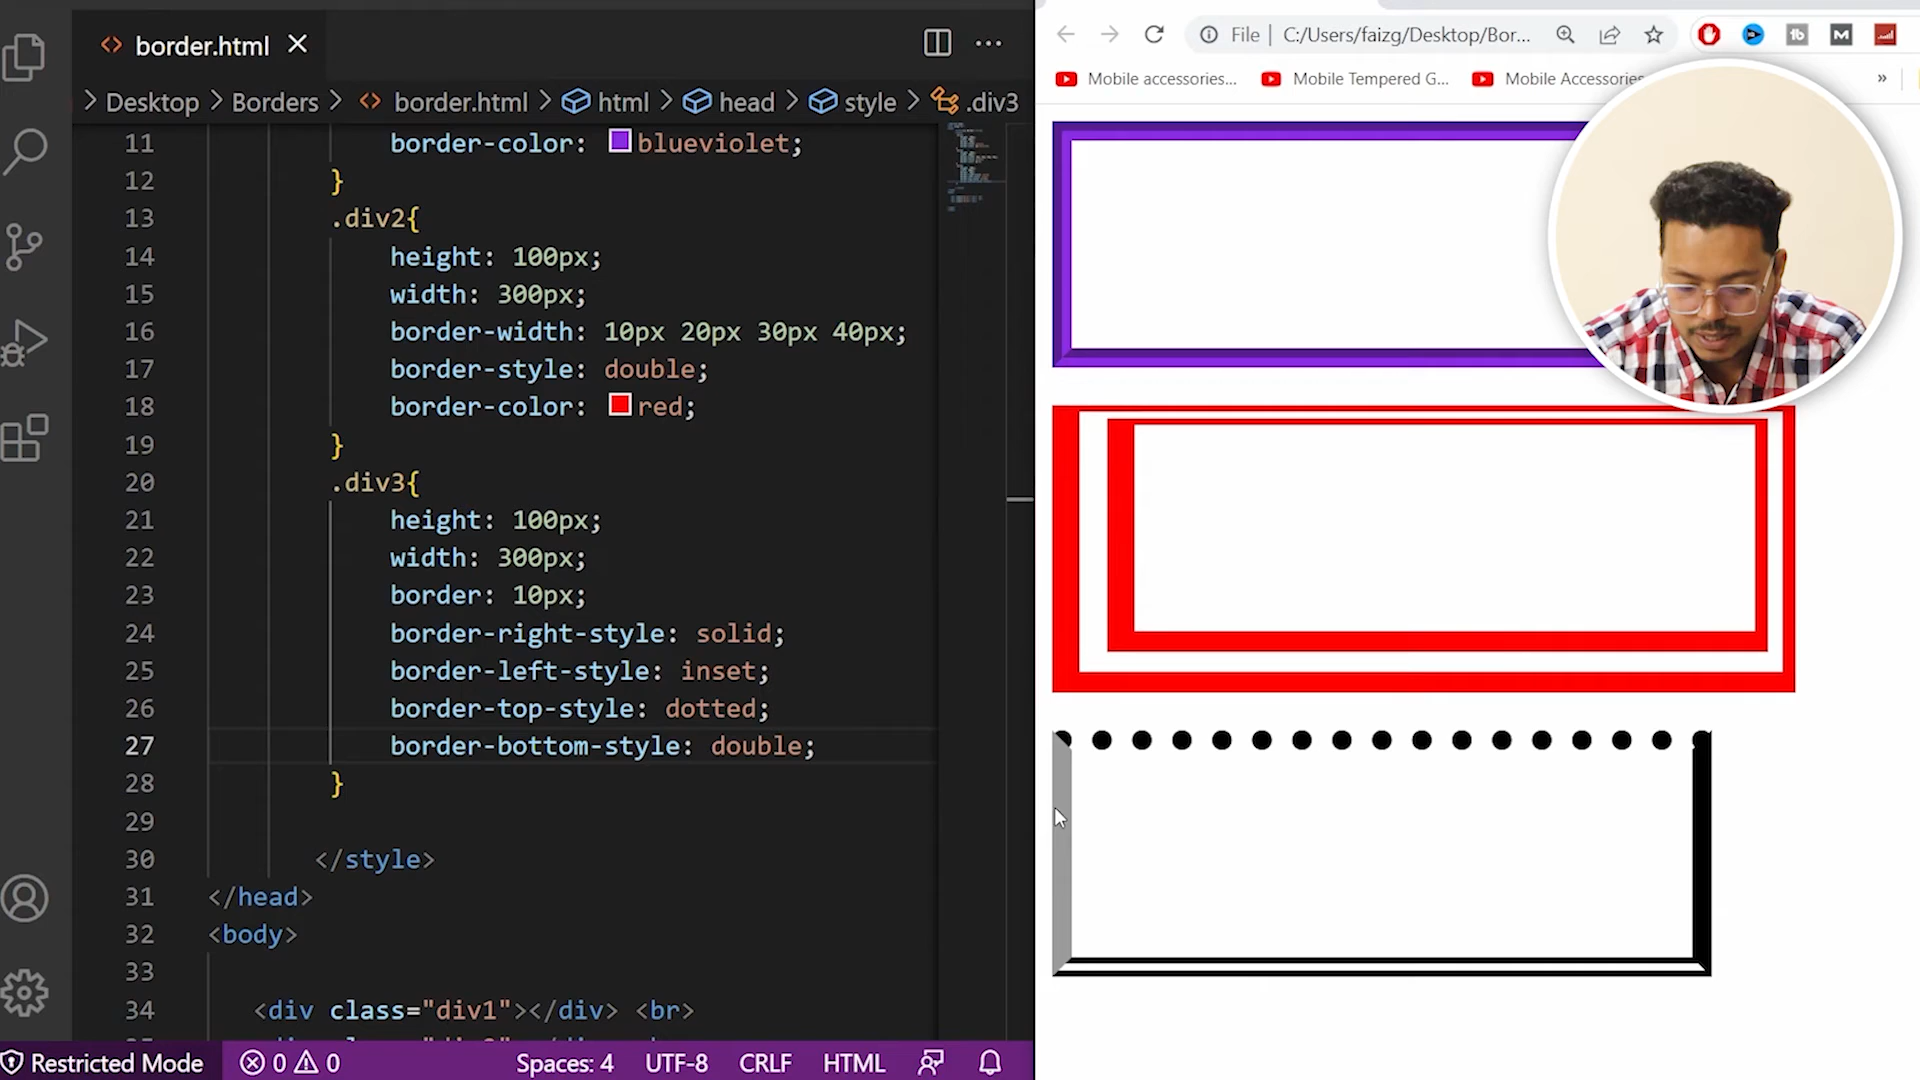 border.html
File | C:/Users/faizg/Desktop/Bor...
Mobile accessories... Mobile Tempered G... Mobile Accessories »
> Desktop > Borders > border.html > html > head > style > .div3
11 border-color: blueviolet;
12 }
13 .div2{
14 height: 100px;
15 width: 300px;
16 border-width: 10px 20px 30px 40px;
17 border-style: double;
18 border-color: red;
19 }
20 .div3{
21 height: 100px;
22 width: 300px;
23 border: 10px;
24 border-right-style: solid;
25 border-left-style: inset;
26 border-top-style: dotted;
27 border-bottom-style: double;
28 }
29
30 </style>
31 </head>
32 <body>
33
34 <div class="div1"></div> <br>
Restricted Mode 0 0 Spaces: 4 UTF-8 CRLF HTML